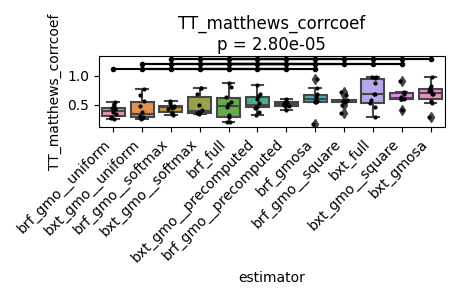 TT_matthews_corrcoef
p = 2.80e-05
TT_matthews_corrcoef
1.0
0.5
brf_gmo__uniform
bxt_gmo__uniform
brf_gmo__softmax
bxt_gmo__softmax
brf_full
bxt_gmo__precomputed
brf_gmo__precomputed
brf_gmosa
brf_gmo__square
bxt_full
bxt_gmo__square
bxt_gmosa
estimator